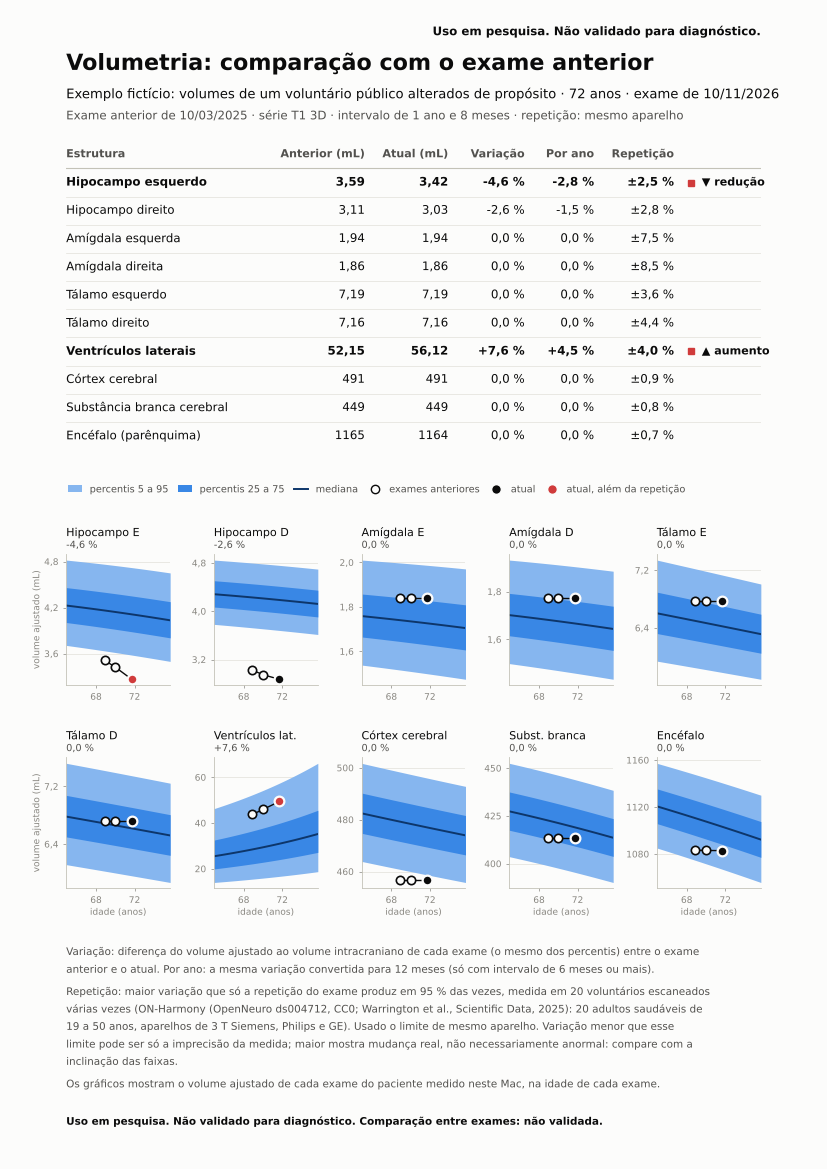 Uso em pesquisa. Não validado para diagnóstico.
Volumetria: comparação com o exame anterior
Exemplo fictício: volumes de um voluntário público alterados de propósito · 72 anos · exame de 10/11/2026
Exame anterior de 10/03/2025 · série T1 3D · intervalo de 1 ano e 8 meses · repetição: mesmo aparelho
Estrutura Anterior (mL) Atual (mL) Variação Por ano Repetição
Hipocampo esquerdo 3,59 3,42 -4,6 % -2,8 % ±2,5 % ▼ redução
Hipocampo direito 3,11 3,03 -2,6 % -1,5 % ±2,8 %
Amígdala esquerda 1,94 1,94 0,0 % 0,0 % ±7,5 %
Amígdala direita 1,86 1,86 0,0 % 0,0 % ±8,5 %
Tálamo esquerdo 7,19 7,19 0,0 % 0,0 % ±3,6 %
Tálamo direito 7,16 7,16 0,0 % 0,0 % ±4,4 %
Ventrículos laterais 52,15 56,12 +7,6 % +4,5 % ±4,0 % ▲ aumento
Córtex cerebral 491 491 0,0 % 0,0 % ±0,9 %
Substância branca cerebral 449 449 0,0 % 0,0 % ±0,8 %
Encéfalo (parênquima) 1165 1164 0,0 % 0,0 % ±0,7 %
percentis 5 a 95 percentis 25 a 75 mediana exames anteriores atual atual, além da repetição
Hipocampo E Hipocampo D Amígdala E Amígdala D Tálamo E
-4,6 % -2,6 % 0,0 % 0,0 % 0,0 %
volume ajustado (mL)
4,8 4,8 2,0 7,2
4,2 4,0 1,8 1,8 6,4
3,6 3,2 1,6 1,6
68 72 68 72 68 72 68 72 68 72
Tálamo D Ventrículos lat. Córtex cerebral Subst. branca Encéfalo
0,0 % +7,6 % 0,0 % 0,0 % 0,0 %
volume ajustado (mL)
7,2 60 500 450 1160
6,4 40 480 425 1120
20 460 400 1080
68 72 68 72 68 72 68 72 68 72
idade (anos) idade (anos) idade (anos) idade (anos) idade (anos)
Variação: diferença do volume ajustado ao volume intracraniano de cada exame (o mesmo dos percentis) entre o exame
anterior e o atual. Por ano: a mesma variação convertida para 12 meses (só com intervalo de 6 meses ou mais).
Repetição: maior variação que só a repetição do exame produz em 95 % das vezes, medida em 20 voluntários escaneados
várias vezes (ON-Harmony (OpenNeuro ds004712, CC0; Warrington et al., Scientific Data, 2025): 20 adultos saudáveis de
19 a 50 anos, aparelhos de 3 T Siemens, Philips e GE). Usado o limite de mesmo aparelho. Variação menor que esse
limite pode ser só a imprecisão da medida; maior mostra mudança real, não necessariamente anormal: compare com a
inclinação das faixas.
Os gráficos mostram o volume ajustado de cada exame do paciente medido neste Mac, na idade de cada exame.
Uso em pesquisa. Não validado para diagnóstico. Comparação entre exames: não validada.